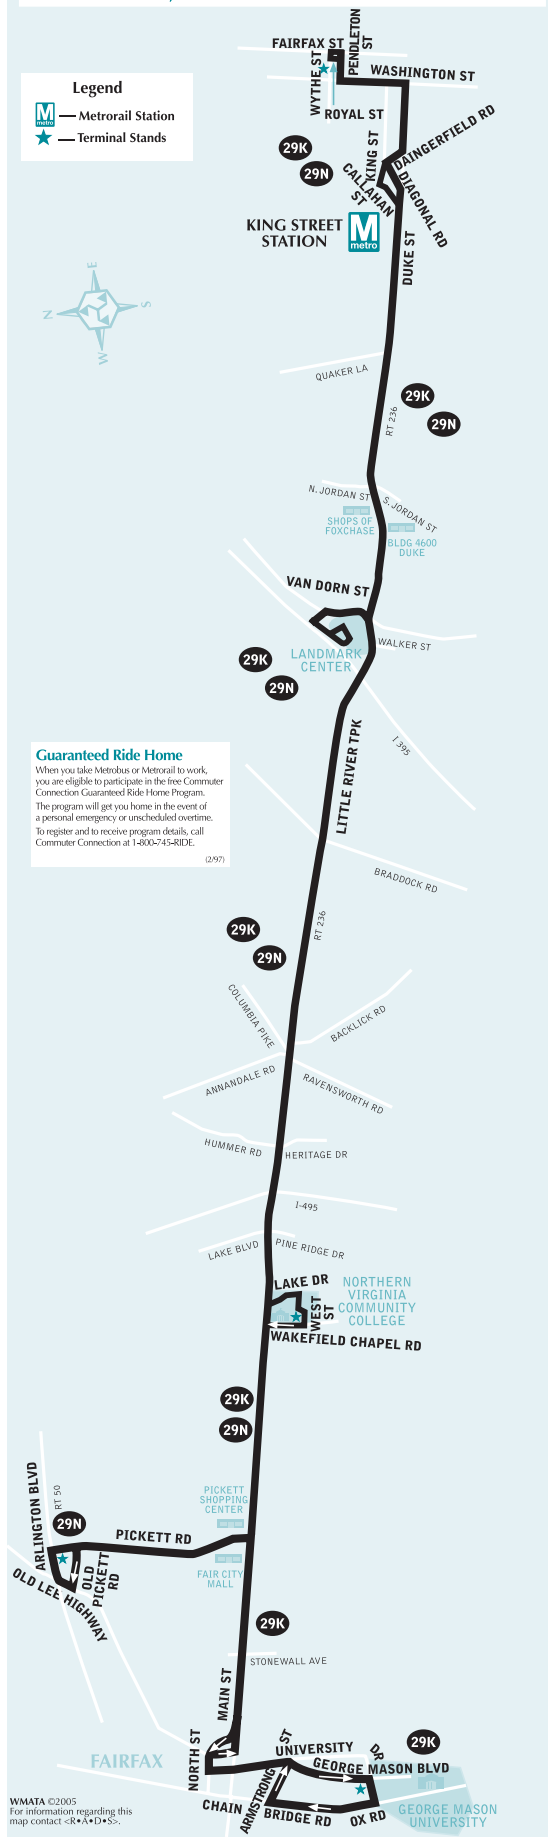 FAIRFAX ST
PENDLETON
ST
WYTHE ST
WASHINGTON ST
ROYAL ST
Legend
M
metro
Metrorail Station
Terminal Stands
29K
29N
KING ST
DAINGERFIELD RD
CALLAHAN
ST
DIAGONAL RD
KING STREET
STATION
M
metro
DUKE ST
E
N
S
W
QUAKER LA
RT 236
29K
29N
N. JORDAN ST
S. JORDAN ST
SHOPS OF
FOXCHASE
BLDG 4600
DUKE
VAN DORN ST
WALKER ST
LANDMARK
CENTER
29K
29N
I 395
LITTLE RIVER TPK
Guaranteed Ride Home
When you take Metrobus or Metrorail to work,
you are eligible to participate in the free Commuter
Connection Guaranteed Ride Home Program.
The program will get you home in the event of
a personal emergency or unscheduled overtime.
To register and to receive program details, call
Commuter Connection at 1-800-745-RIDE.
(2/97)
BRADDOCK RD
RT 236
29K
29N
COLUMBIA PIKE
BACKLICK RD
ANNANDALE RD
RAVENSWORTH RD
HUMMER RD
HERITAGE DR
I-495
LAKE BLVD
PINE RIDGE DR
LAKE DR
WEST
ST
NORTHERN
VIRGINIA
COMMUNITY
COLLEGE
WAKEFIELD CHAPEL RD
29K
29N
PICKETT
SHOPPING
CENTER
ARLINGTON BLVD
RT 50
29N
PICKETT RD
OLD
PICKETT
RD
OLD LEE HIGHWAY
FAIR CITY
MALL
29K
STONEWALL AVE
MAIN ST
NORTH ST
FAIRFAX
UNIVERSITY
DR
29K
GEORGE MASON BLVD
ARMSTRONG
ST
CHAIN
BRIDGE RD
OX RD
GEORGE MASON
UNIVERSITY
WMATA ©2005
For information regarding this
map contact <R•A•D•S>.